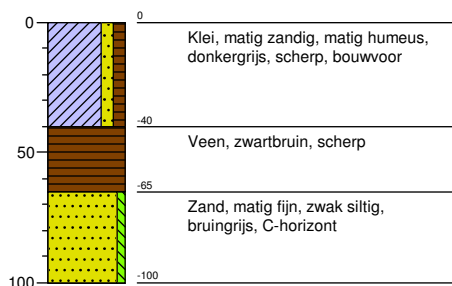 0
0
Klei, matig zandig, matig humeus,
donkergrijs, scherp, bouwvoor
-40
Veen, zwartbruin, scherp
50
-65
Zand, matig fijn, zwak siltig,
bruingrijs, C-horizont
100
-100